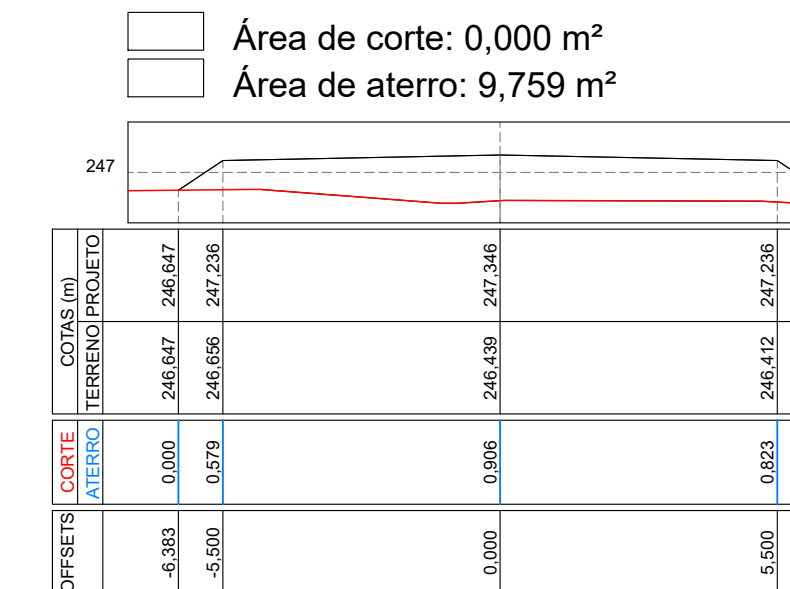 Área de corte: 0,000 m²
Área de aterro: 9,759 m²
247
COTAS (m)
PROJETO
246,647
247,236
247,346
247,236
TERRENO
246,647
246,656
246,439
246,412
CORTE
ATERRO
0,000
0,579
0,906
0,823
OFFSETS
-6,383
-5,500
0,000
5,500